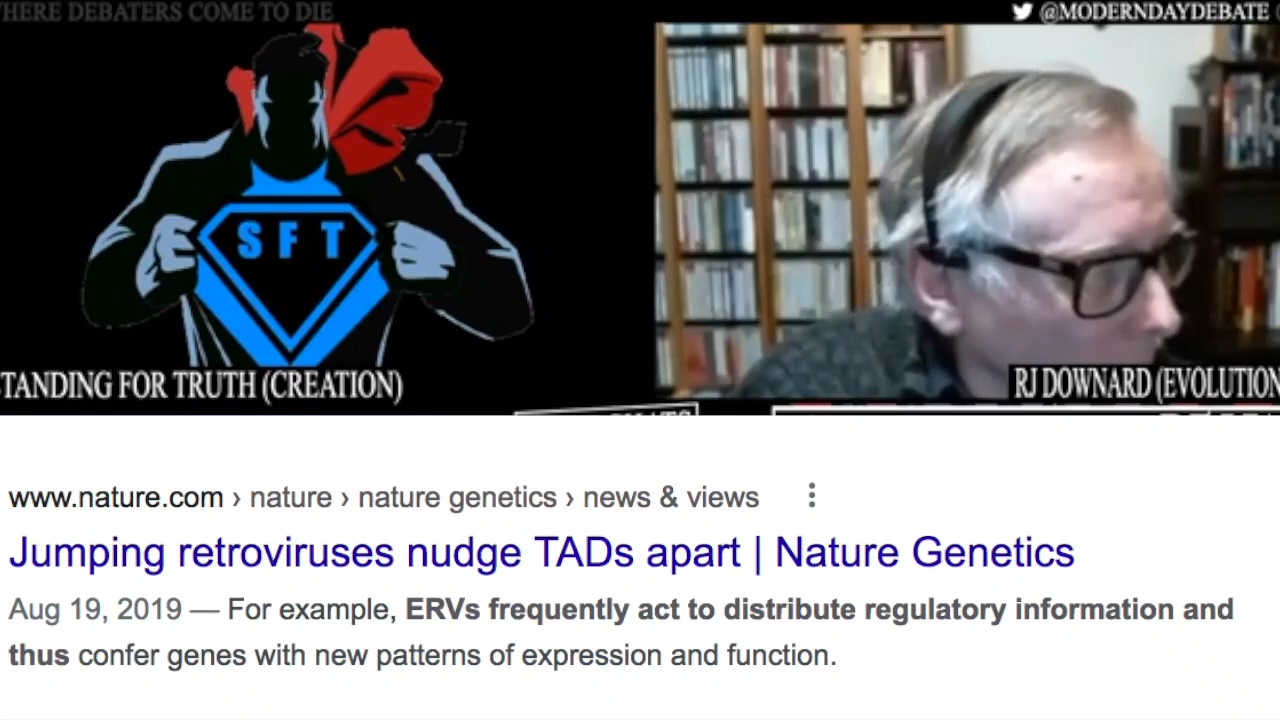 HERE DEBATERS COME TO DIE
@MODERNDAYDEBATE
SFT
STANDING FOR TRUTH (CREATION)
RJ DOWNARD (EVOLUTION
www.nature.com › nature › nature genetics › news & views
Jumping retroviruses nudge TADs apart | Nature Genetics
Aug 19, 2019 — For example, ERVs frequently act to distribute regulatory information and
thus confer genes with new patterns of expression and function.